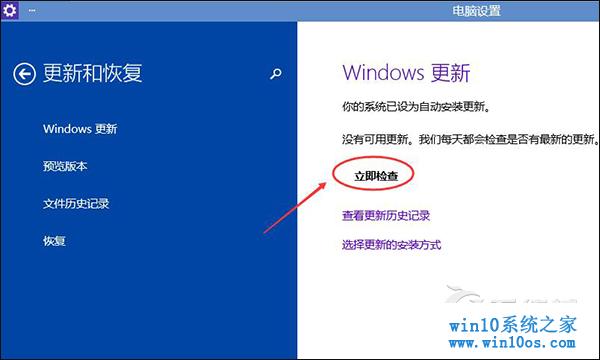 电脑设置
更新和恢复
Windows 更新
预览版本
文件历史记录
恢复
Windows 更新
你的系统已设为自动安装更新。
没有可用更新。我们每天都会检查是否有最新的更新。
立即检查
查看更新历史记录
选择更新的安装方式
win10系统之家
www.win10os.com